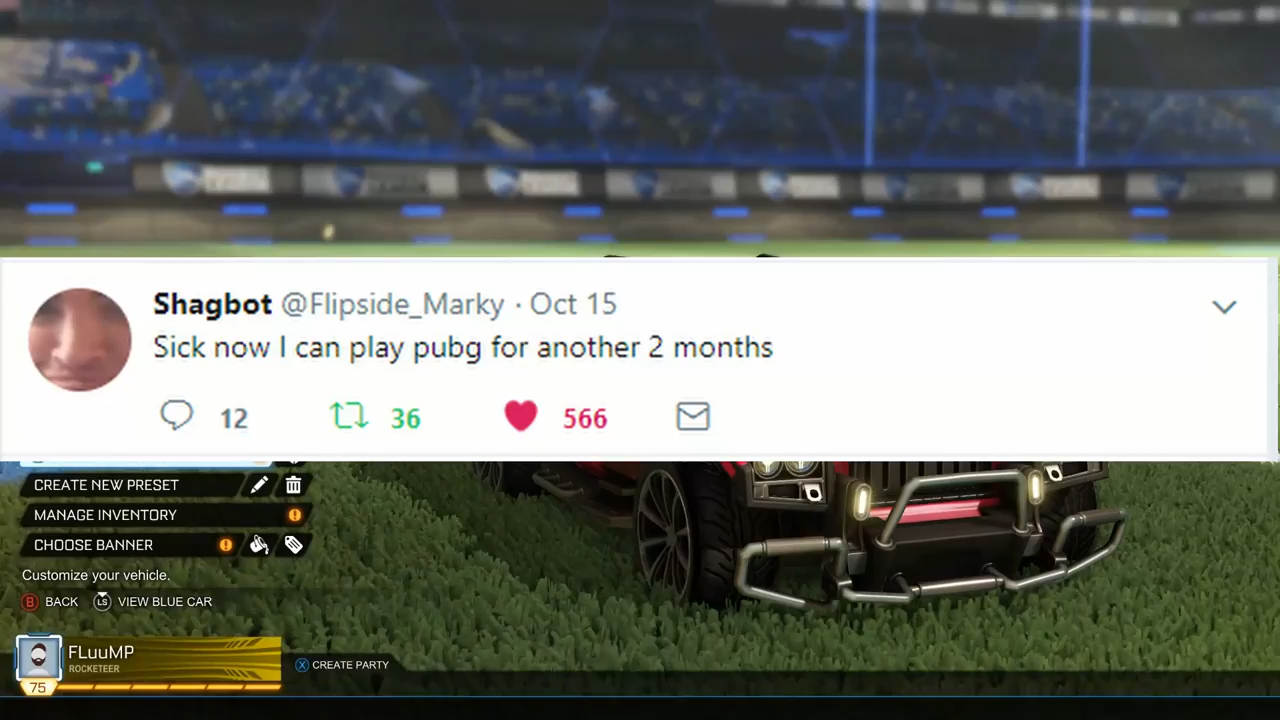 Shagbot @Flipside_Marky · Oct 15
Sick now I can play pubg for another 2 months
12 36 566
CREATE NEW PRESET
MANAGE INVENTORY
CHOOSE BANNER
Customize your vehicle.
B BACK LS VIEW BLUE CAR
FLuuMP
ROCKETEER
X CREATE PARTY
75